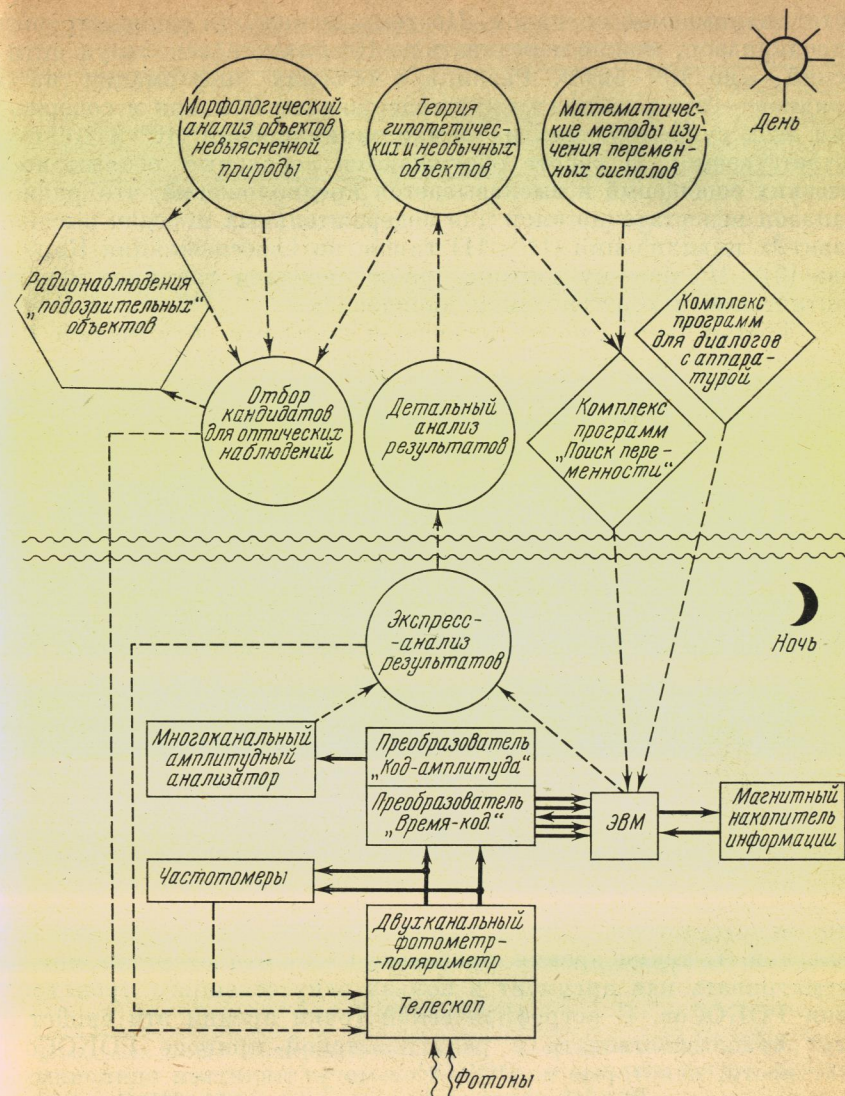 Морфологический
анализ объектов
невыясненной
природы
Теория
гипотетичес-
ких и необычных
объектов
Математичес-
кие методы изу-
чения перемен-
ных сигналов
День
Радионаблюдения
„подозрительных“
объектов
Отбор
кандидатов
для оптических
наблюдений
Детальный
анализ
результатов
Комплекс
программ
„Поиск пере-
менности“
Комплекс
программ
для диалогов
с аппара-
турой
Экспресс-
-анализ
результатов
Ночь
Многоканальный
амплитудный
анализатор
Преобразователь
„Код-амплитуда“
Преобразователь
„Время-код“
ЭВМ
Магнитный
накопитель
информации
Частотомеры
Двухканальный
фотометр-
-поляриметр
Телескоп
Фотоны